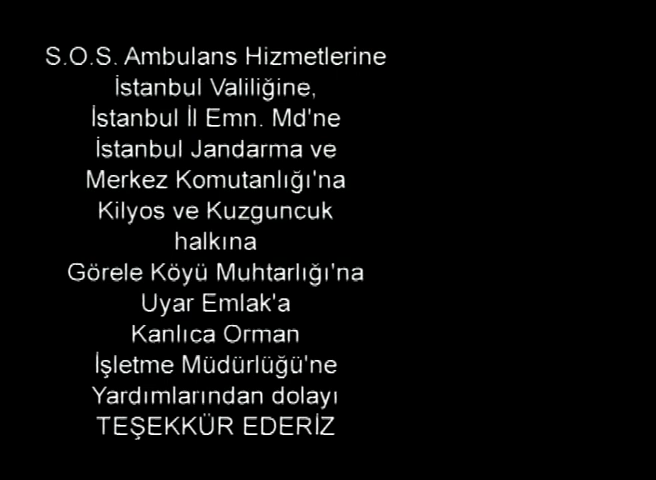 S.O.S. Ambulans Hizmetlerine
İstanbul Valiliğine,
İstanbul İl Emn. Md'ne
İstanbul Jandarma ve
Merkez Komutanlığı'na
Kilyos ve Kuzguncuk
halkına
Görele Köyü Muhtarlığı'na
Uyar Emlak'a
Kanlıca Orman
İşletme Müdürlüğü'ne
Yardımlarından dolayı
TEŞEKKÜR EDERİZ